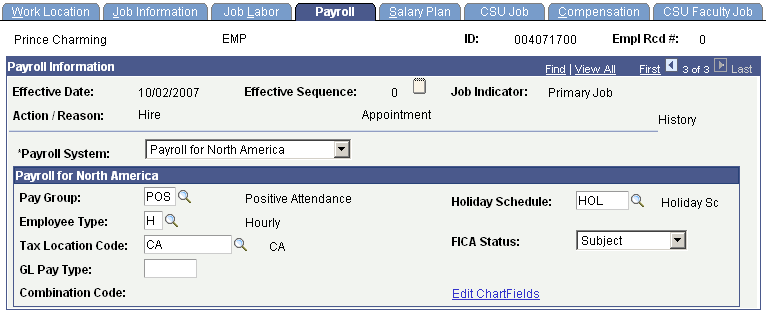 Work Location Job Information Job Labor Payroll Salary Plan CSU Job Compensation CSU Faculty Job
Prince Charming EMP ID: 004071700 Empl Rcd #: 0
Payroll Information Find | View All First 3 of 3 Last
Effective Date: 10/02/2007 Effective Sequence: 0 Job Indicator: Primary Job
Action / Reason: Hire Appointment
History
*Payroll System: Payroll for North America
Payroll for North America
Pay Group: POS Positive Attendance Holiday Schedule: HOL Holiday Sc
Employee Type: H Hourly
Tax Location Code: CA CA FICA Status: Subject
GL Pay Type:
Combination Code: Edit ChartFields